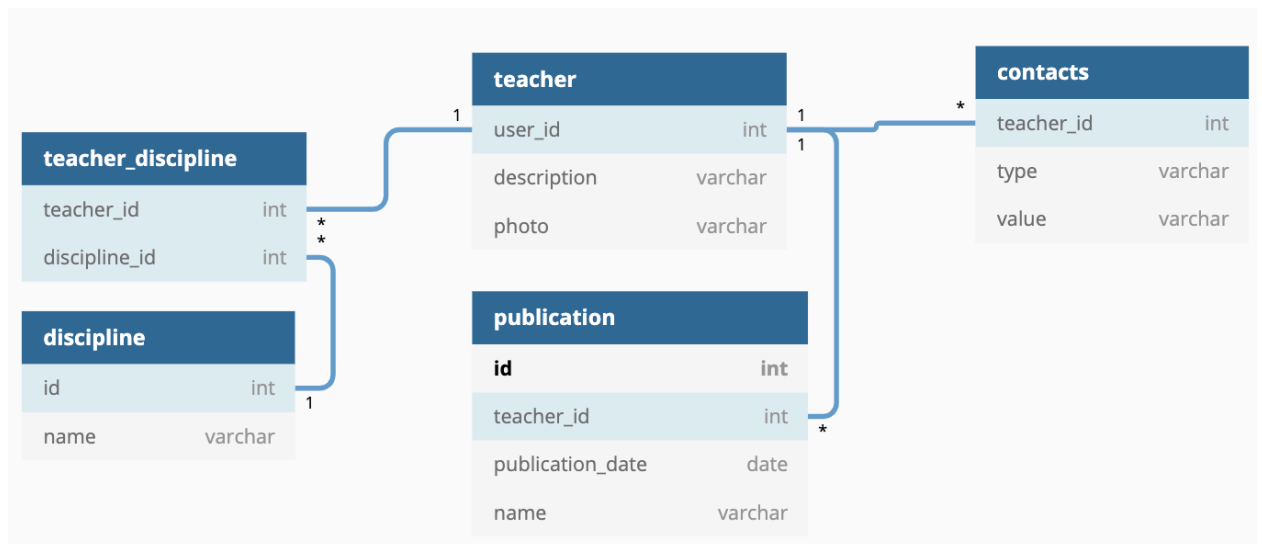 teacher_discipline
teacher_id int
discipline_id int
*
*
discipline
id int
name varchar
1
teacher
user_id int
description varchar
photo varchar
1
1
1
publication
id int
teacher_id int
publication_date date
name varchar
*
contacts
teacher_id int
type varchar
value varchar
*